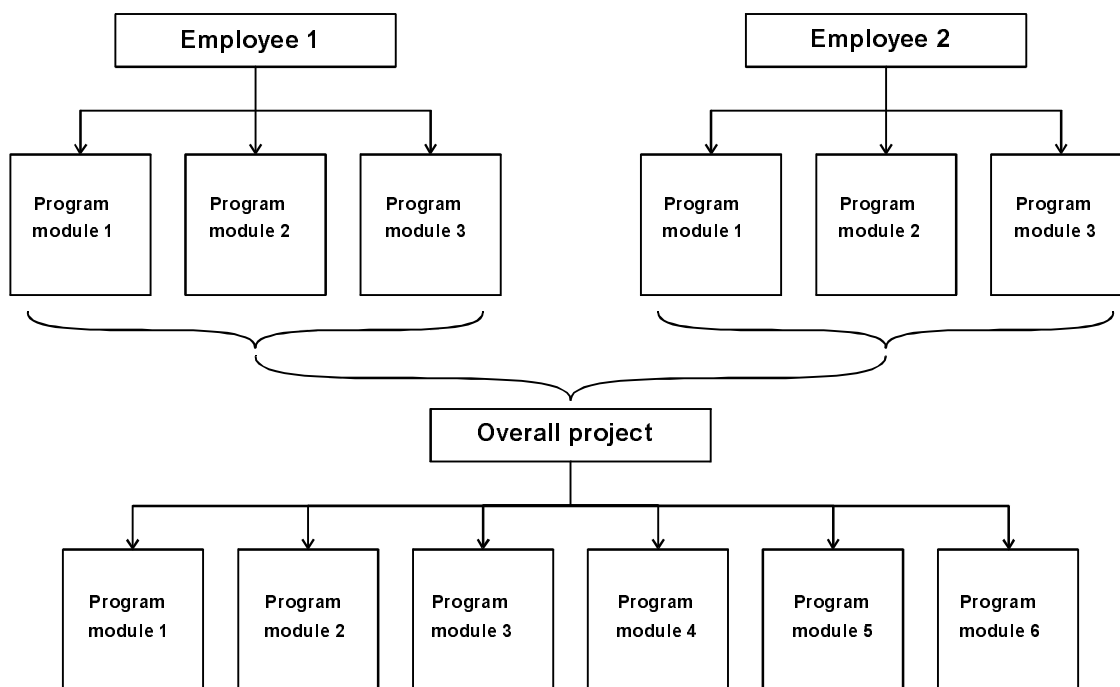 Employee 1
Employee 2
Program
module 1
Program
module 2
Program
module 3
Program
module 1
Program
module 2
Program
module 3
Overall project
Program
module 1
Program
module 2
Program
module 3
Program
module 4
Program
module 5
Program
module 6